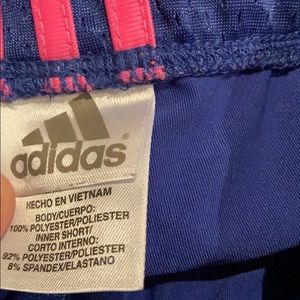 adidas®
HECHO EN VIETNAM
BODY/CUERPO:
100% POLYESTER/POLIESTER
INNER SHORT/
CORTO INTERNO:
92% POLYESTER/POLIESTER
8% SPANDEX/ELASTANO